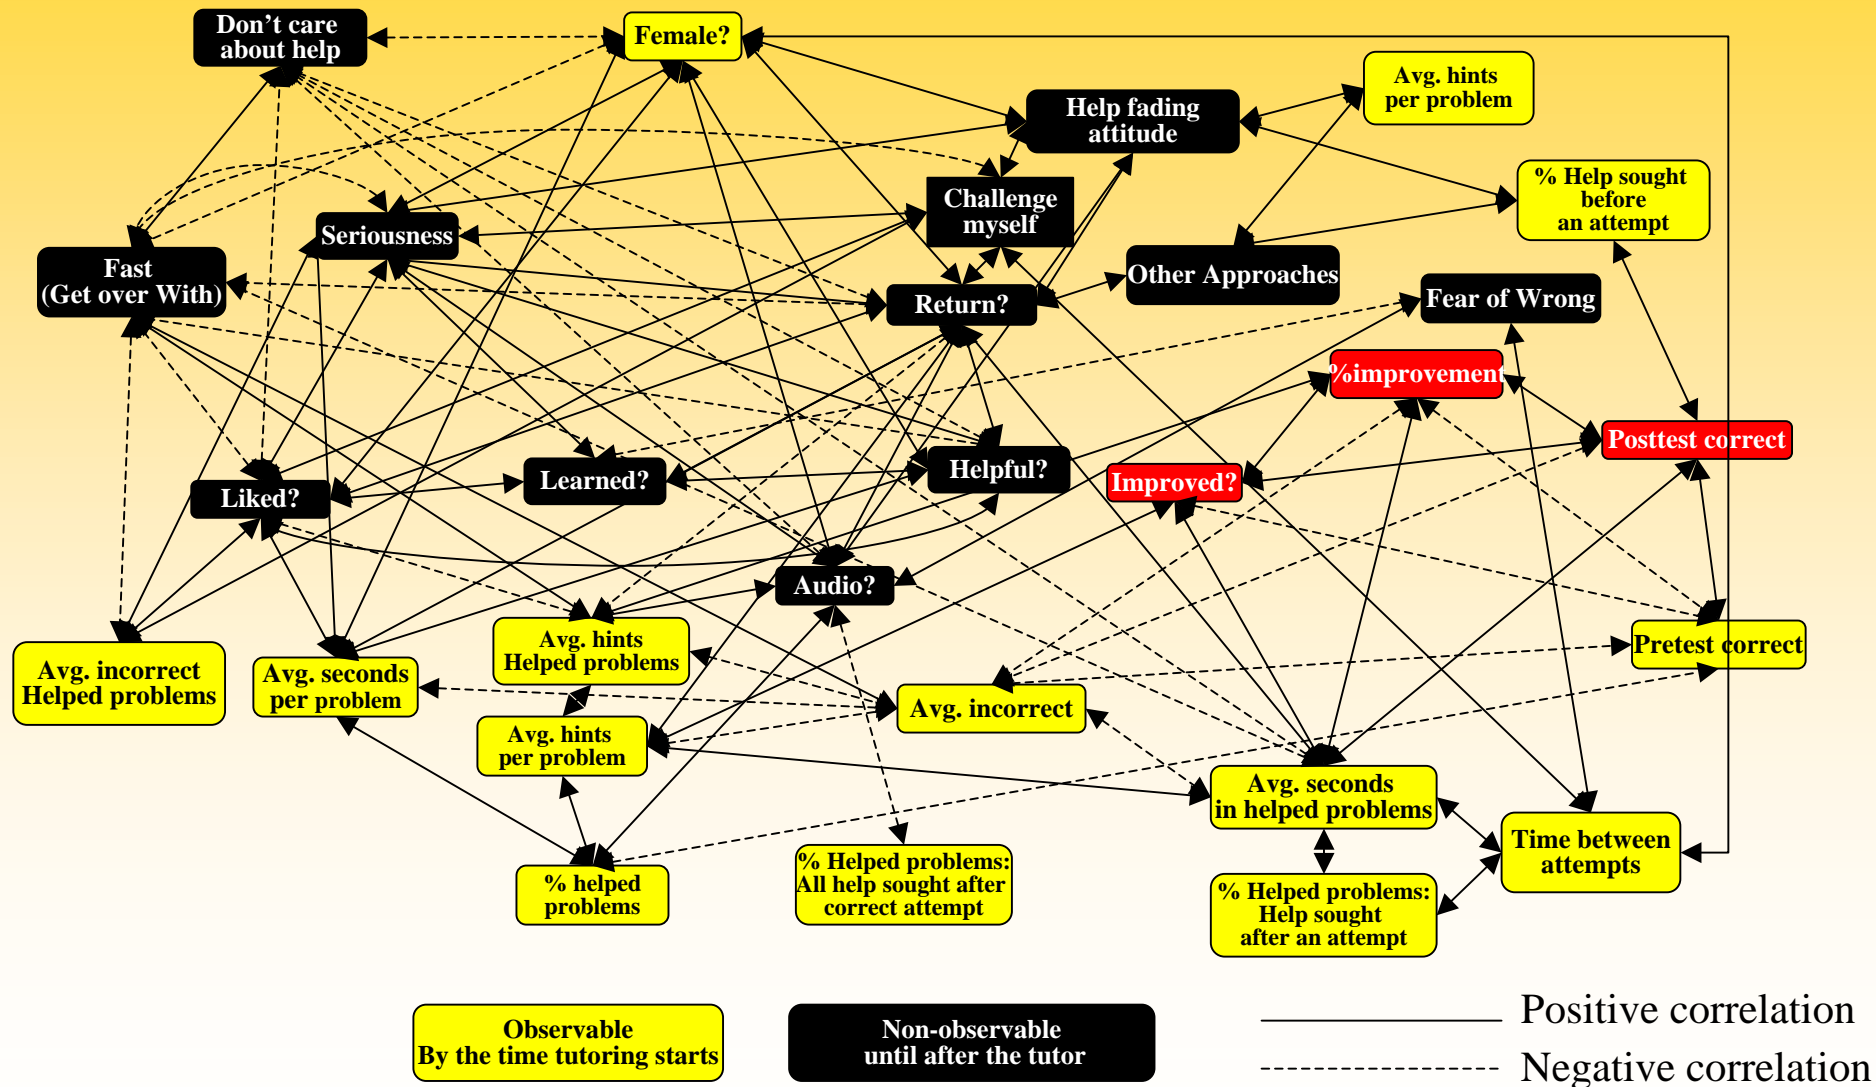 Don't care
about help
Female?
Avg. hints
per problem
Help fading
attitude
% Help sought
before
an attempt
Challenge
myself
Seriousness
Fast
(Get over With)
Other Approaches
Return?
Fear of Wrong
%improvement
Posttest correct
Helpful?
Learned?
Improved?
Liked?
Audio?
Avg. hints
Helped problems
Pretest correct
Avg. incorrect
Helped problems
Avg. seconds
per problem
Avg. incorrect
Avg. hints
per problem
Avg. seconds
in helped problems
Time between
attempts
% helped
problems
% Helped problems:
All help sought after
correct attempt
% Helped problems:
Help sought
after an attempt
Observable
By the time tutoring starts
Non-observable
until after the tutor
Positive correlation
Negative correlation